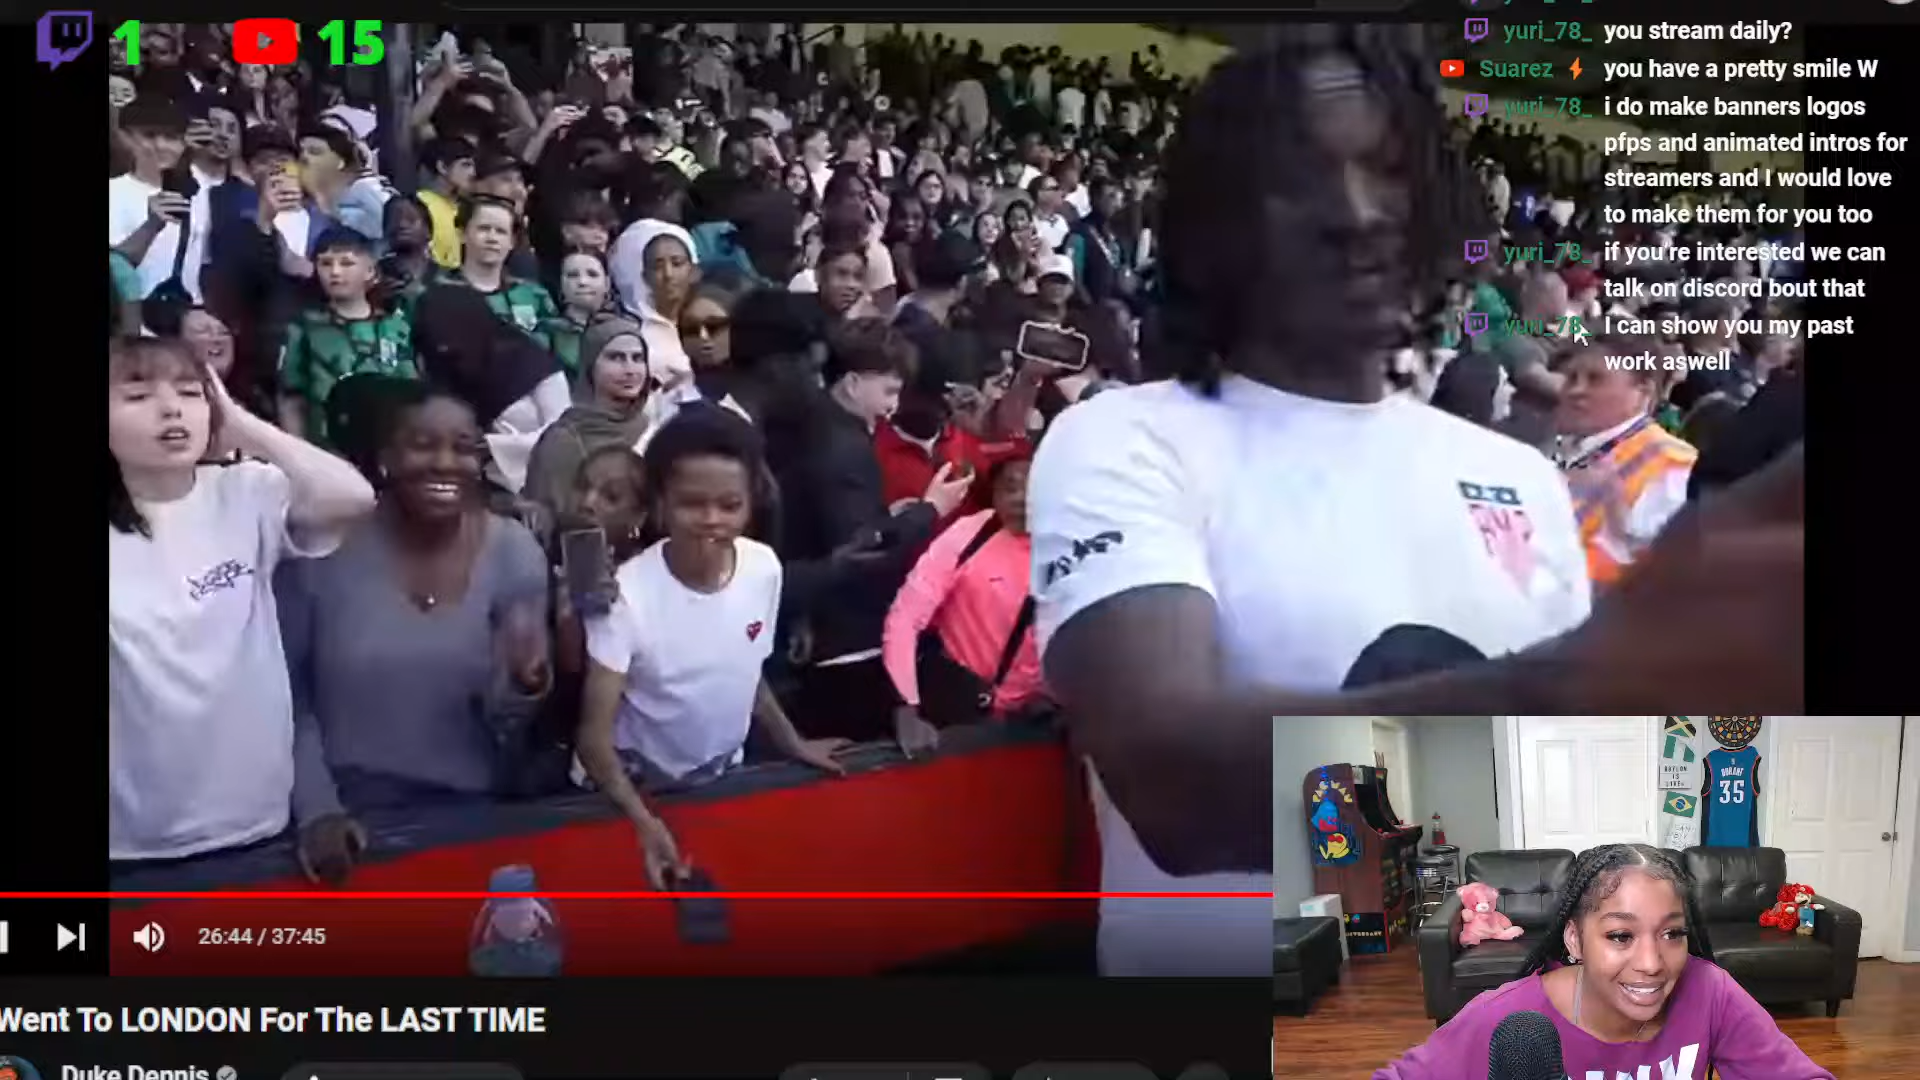 1
15
yuri_78_ you stream daily?
Suarez you have a pretty smile W
yuri_78_ i do make banners logos
pfps and animated intros for
streamers and I would love
to make them for you too
yuri_78_ if you're interested we can
talk on discord bout that
yuri_78_ I can show you my past
work aswell
DURANT
35
26:44 / 37:45
Went To LONDON For The LAST TIME
Duke Dennis